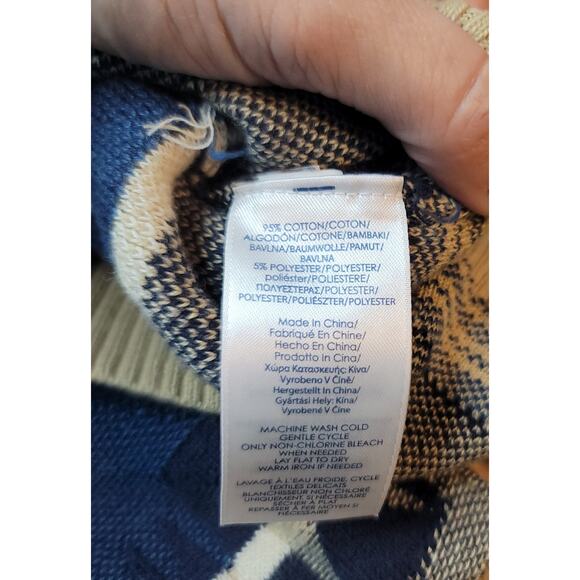 95% COTTON/COTON/
ALGODÓN/COTONE/BAMBAKI/
BAVLNA/BAUMWOLLE/PAMUT/
BAVLNA
5% POLYESTER/POLYESTER/
poliéster/POLIESTERE/
ΠΟΛΥΕΣΤΕΡΑΣ/POLYESTER/
POLYESTER/POLIÉSZTER/POLYESTER
Made In China/
Fabriqué En Chine/
Hecho En China/
Prodotto In Cina/
Χώρα Κατασκευής: Κίνα/
Vyrobeno V Číně/
Hergestellt In China/
Gyártási Hely: Kína/
Vyrobené V Číne
MACHINE WASH COLD
GENTLE CYCLE
ONLY NON-CHLORINE BLEACH
WHEN NEEDED
LAY FLAT TO DRY
WARM IRON IF NEEDED
LAVAGE À L'EAU FROIDE, CYCLE
TEXTILES DÉLICATS
BLANCHISSEUR NON CHLORÉ
UNIQUEMENT SI NÉCESSAIRE
SÉCHER À PLAT
REPASSER À FER MOYEN SI
NÉCESSAIRE